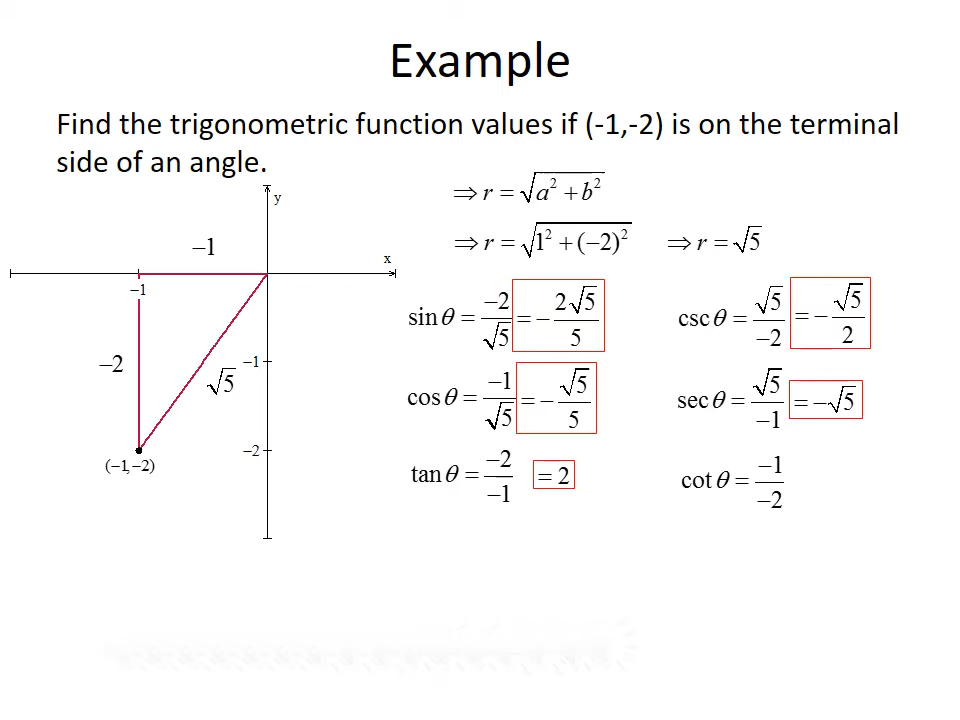 Example
Find the trigonometric function values if (-1,-2) is on the terminal
side of an angle.
⇒ r = √(a² + b²)
⇒ r = √(1² + (−2)²) ⇒ r = √5
y
x
−1
−1
−2
√5
−1
−2
(−1,−2)
sin θ = −2/√5 = − 2√5/5
csc θ = √5/−2 = − √5/2
cos θ = −1/√5 = − √5/5
sec θ = √5/−1 = −√5
tan θ = −2/−1 = 2
cot θ = −1/−2